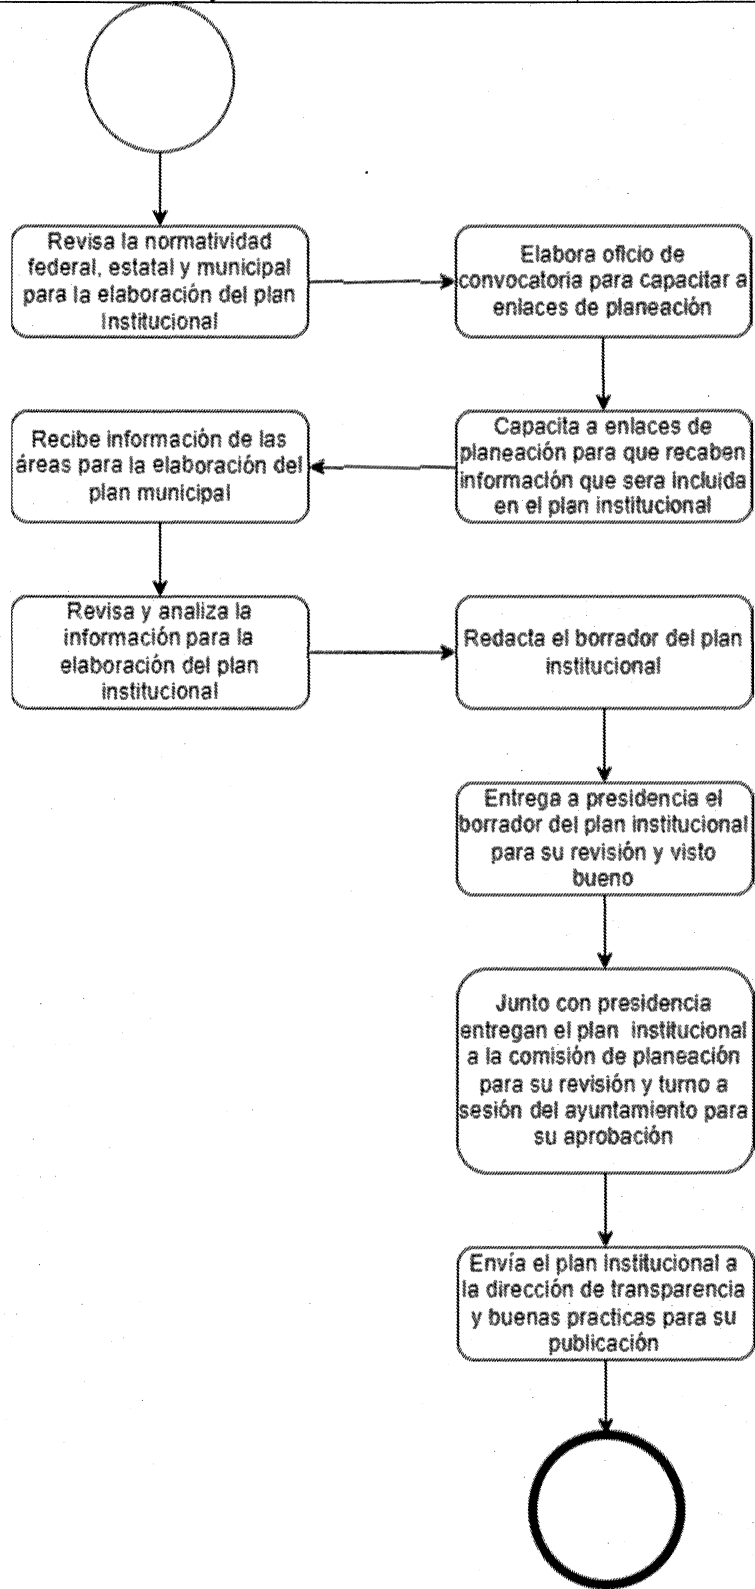 Revisa la normatividad
federal, estatal y municipal
para la elaboración del plan
Institucional
Elabora oficio de
convocatoria para capacitar a
enlaces de planeación
Capacita a enlaces de
planeación para que recaben
información que sera incluida
en el plan institucional
Recibe información de las
áreas para la elaboración del
plan municipal
Revisa y analiza la
información para la
elaboración del plan
institucional
Redacta el borrador del plan
institucional
Entrega a presidencia el
borrador del plan institucional
para su revisión y visto
bueno
Junto con presidencia
entregan el plan institucional
a la comisión de planeación
para su revisión y turno a
sesión del ayuntamiento para
su aprobación
Envía el plan institucional a
la dirección de transparencia
y buenas practicas para su
publicación